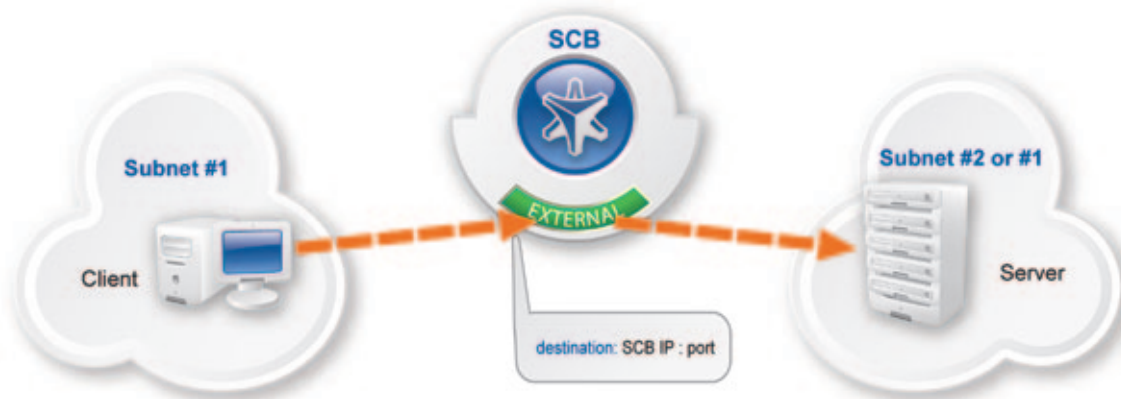 SCB
Subnet #1
Subnet #2 or #1
EXTERNAL
Client
Server
destination: SCB IP : port